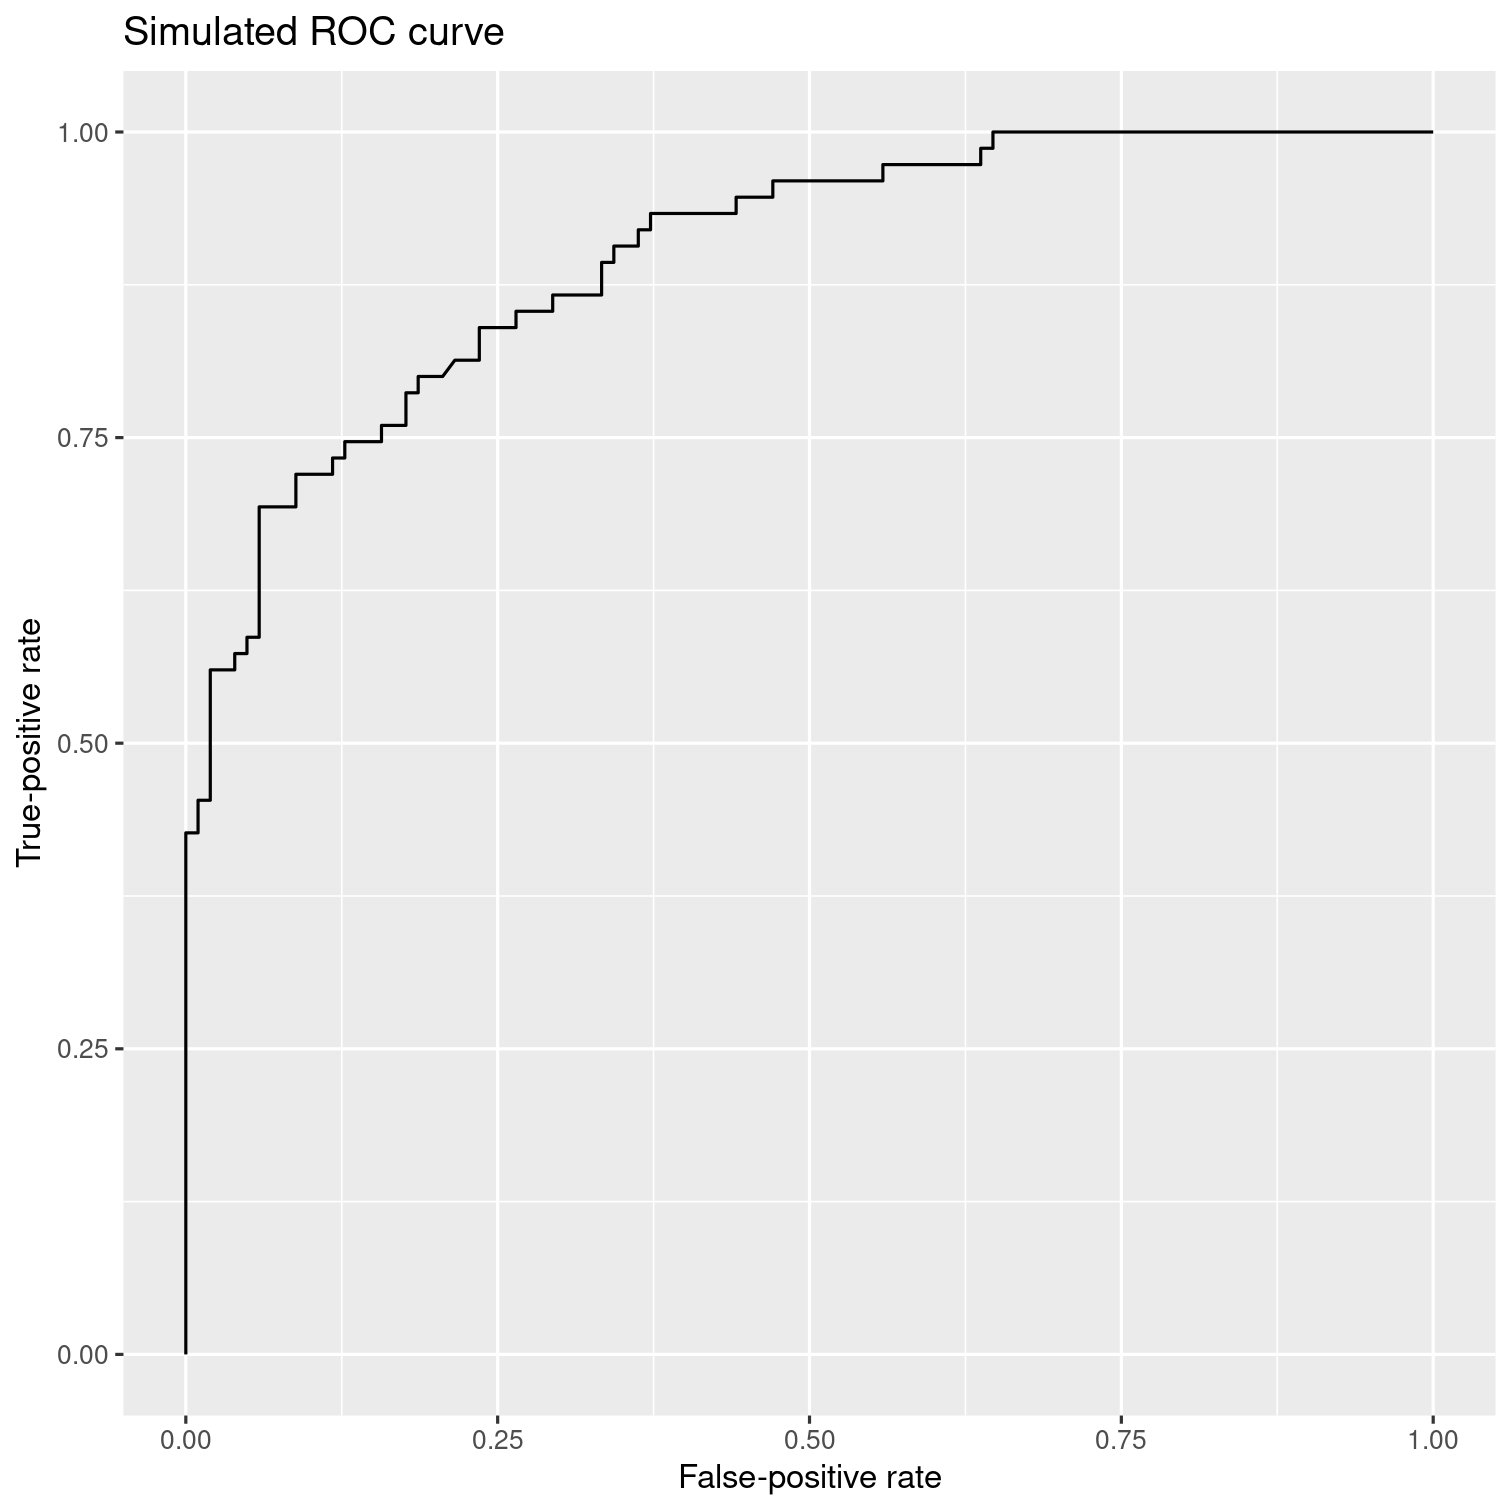 Simulated ROC curve
1.00
0.75
0.50
0.25
0.00
True-positive rate
0.00 0.25 0.50 0.75 1.00
False-positive rate